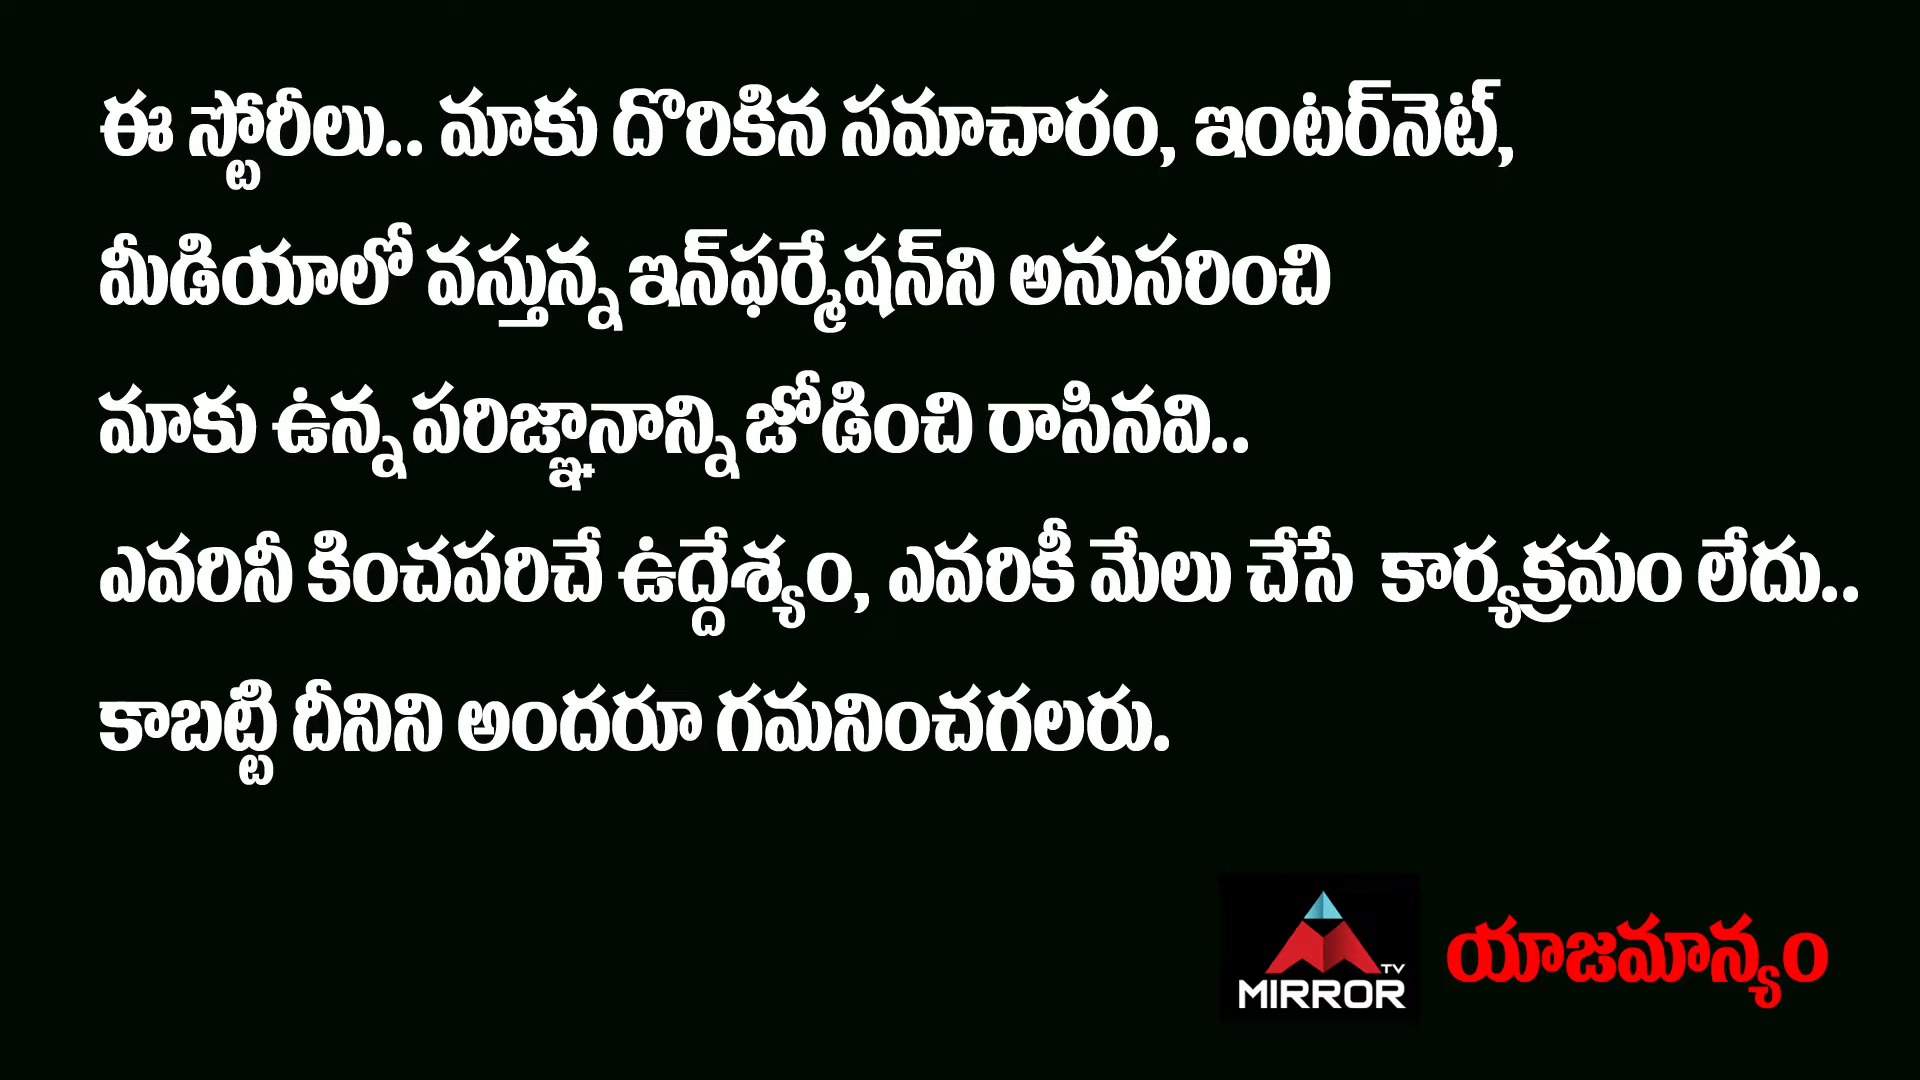 ఈ స్టోరీలు.. మాకు దొరికిన సమాచారం, ఇంటర్‌నెట్,
మీడియాలో వస్తున్న ఇన్‌ఫర్మేషన్‌ని అనుసరించి
మాకు ఉన్న పరిజ్ఞానాన్ని జోడించి రాసినవి..
ఎవరినీ కించపరిచే ఉద్దేశ్యం, ఎవరికీ మేలు చేసే కార్యక్రమం లేదు..
కాబట్టి దీనిని అందరూ గమనించగలరు.
TV
MIRROR
యాజమాన్యం